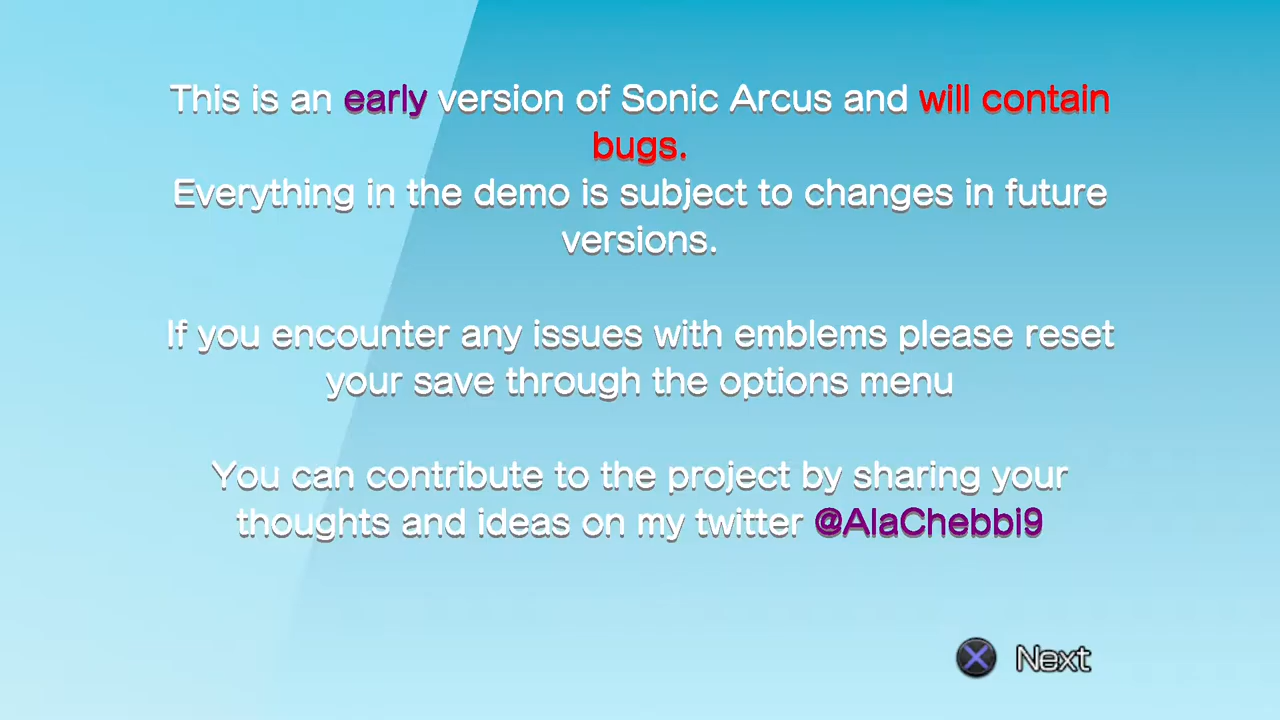 This is an early version of Sonic Arcus and will contain
bugs.
Everything in the demo is subject to changes in future
versions.
If you encounter any issues with emblems please reset
your save through the options menu
You can contribute to the project by sharing your
thoughts and ideas on my twitter @AlaChebbi9
Next